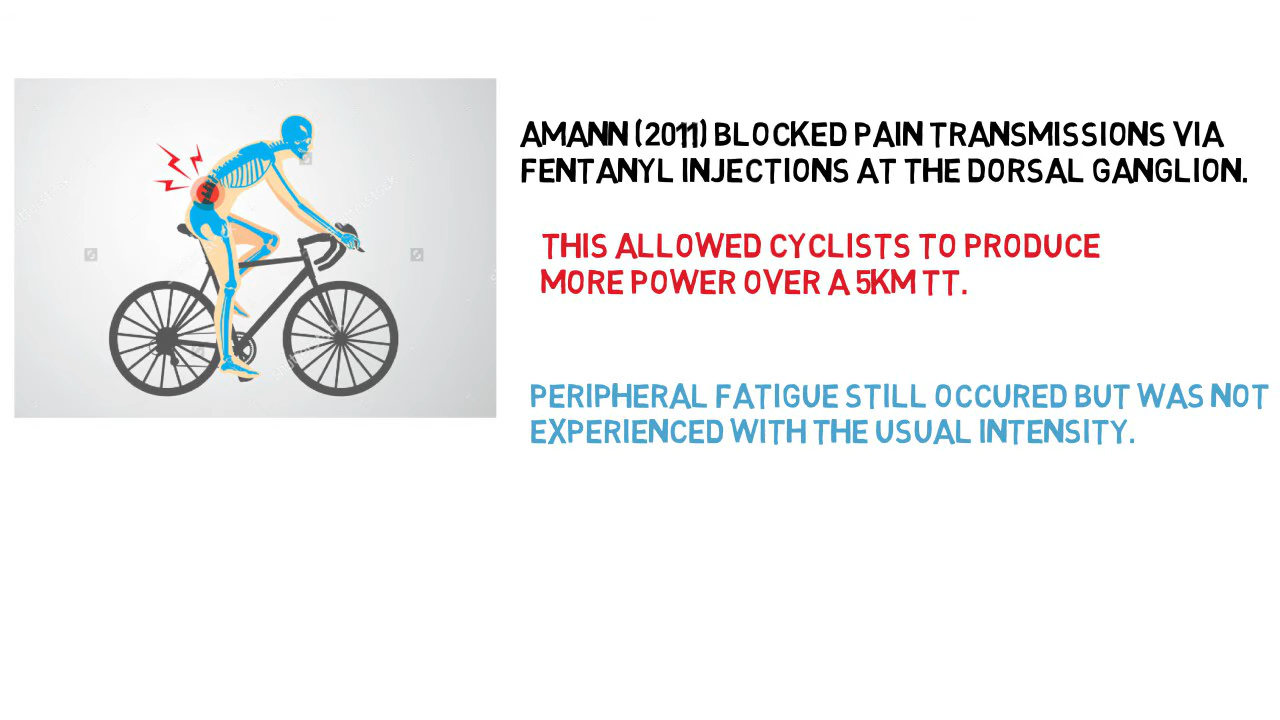 AMANN (2011) BLOCKED PAIN TRANSMISSIONS VIA
FENTANYL INJECTIONS AT THE DORSAL GANGLION.
THIS ALLOWED CYCLISTS TO PRODUCE
MORE POWER OVER A 5KM TT.
PERIPHERAL FATIGUE STILL OCCURED BUT WAS NOT
EXPERIENCED WITH THE USUAL INTENSITY.